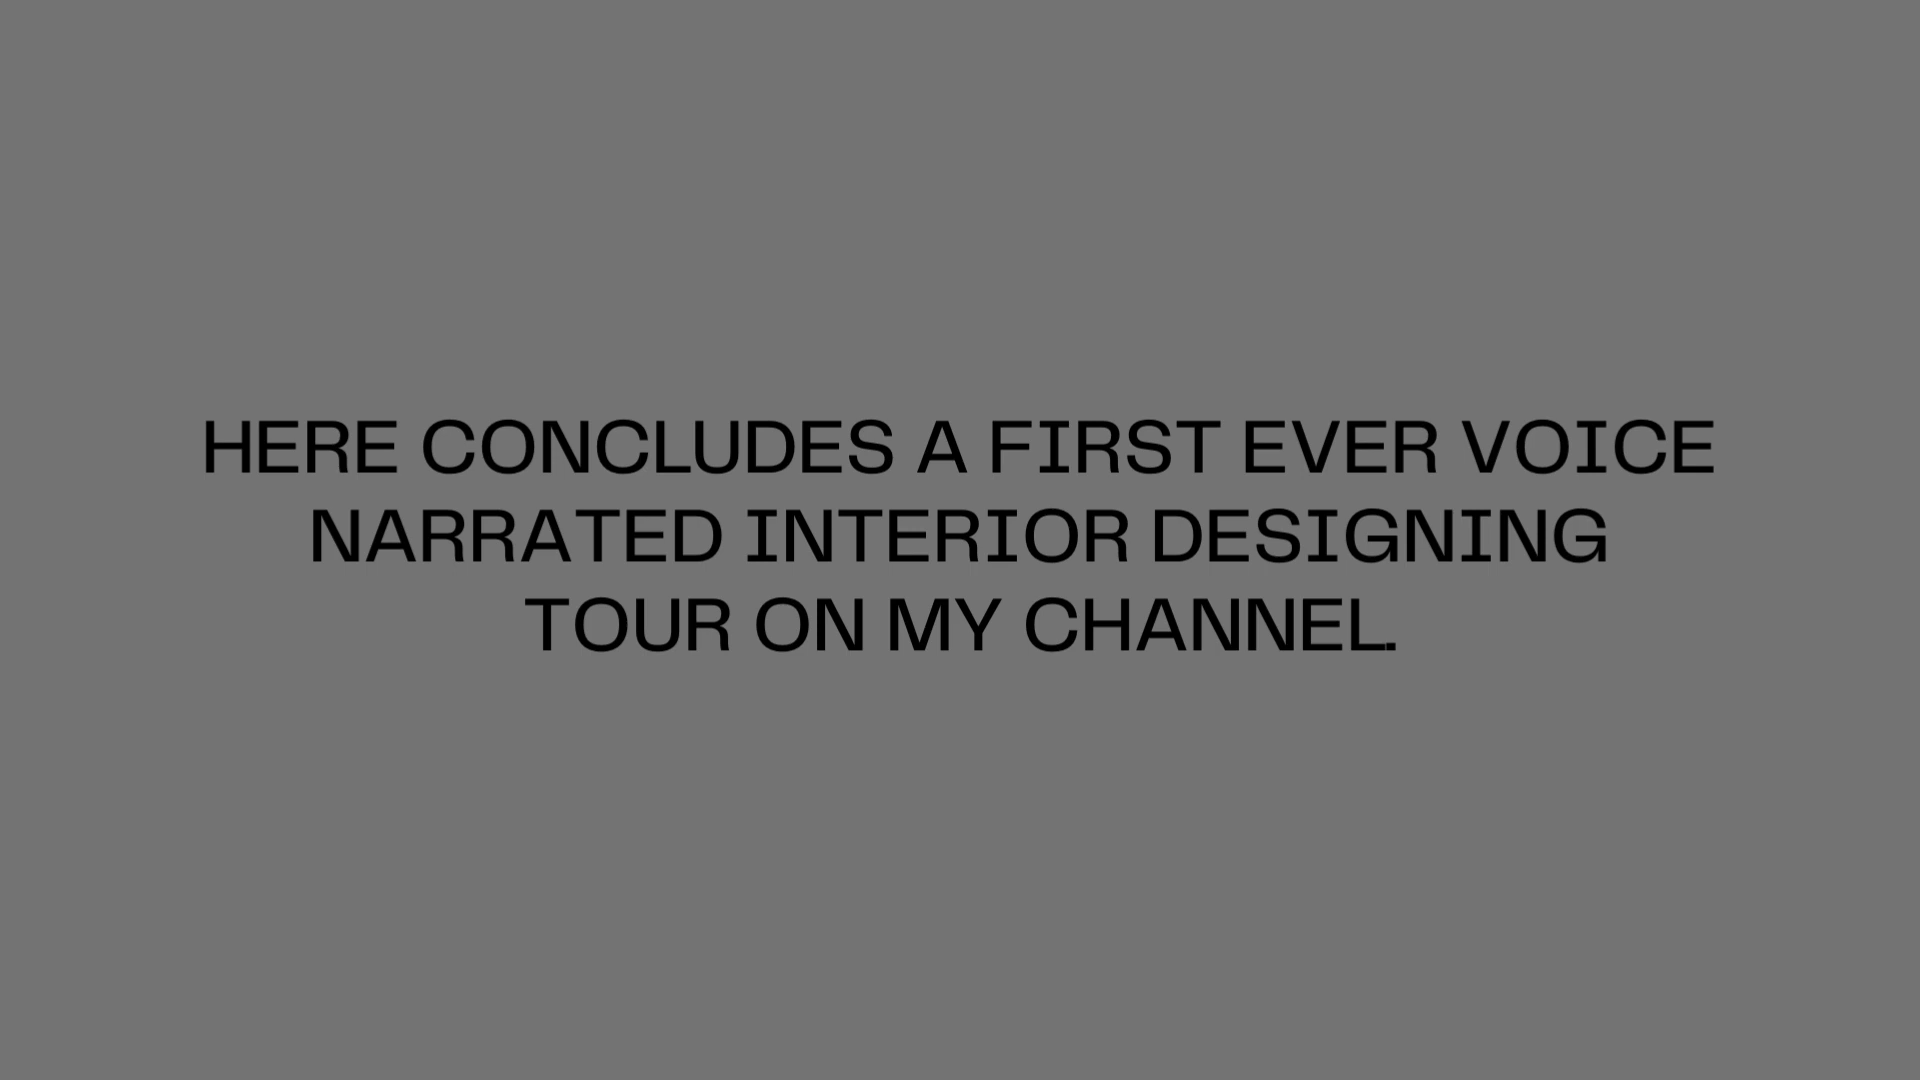 HERE CONCLUDES A FIRST EVER VOICE
NARRATED INTERIOR DESIGNING
TOUR ON MY CHANNEL.